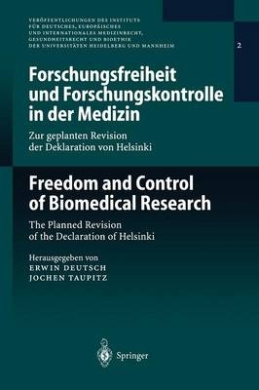 VERÖFFENTLICHUNGEN DES INSTITUTS
FÜR DEUTSCHES, EUROPÄISCHES
UND INTERNATIONALES MEDIZINRECHT,
GESUNDHEITSRECHT UND BIOETHIK
DER UNIVERSITÄTEN HEIDELBERG UND MANNHEIM
2
Forschungsfreiheit
und Forschungskontrolle
in der Medizin
Zur geplanten Revision
der Deklaration von Helsinki
Freedom and Control
of Biomedical Research
The Planned Revision
of the Declaration of Helsinki
Herausgegeben von
ERWIN DEUTSCH
JOCHEN TAUPITZ
Springer